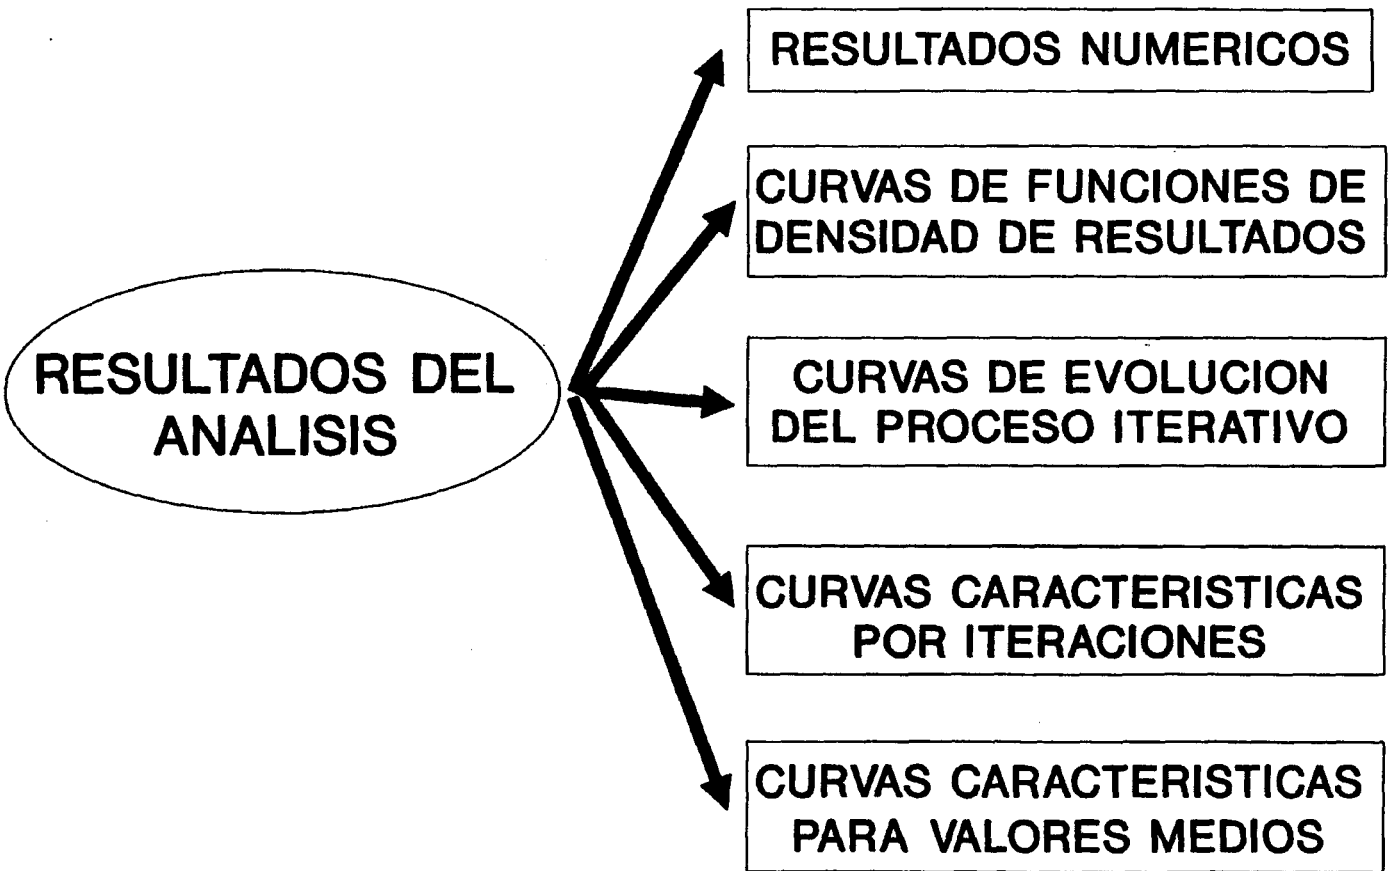 RESULTADOS DEL
ANALISIS
RESULTADOS NUMERICOS
CURVAS DE FUNCIONES DE
DENSIDAD DE RESULTADOS
CURVAS DE EVOLUCION
DEL PROCESO ITERATIVO
CURVAS CARACTERISTICAS
POR ITERACIONES
CURVAS CARACTERISTICAS
PARA VALORES MEDIOS